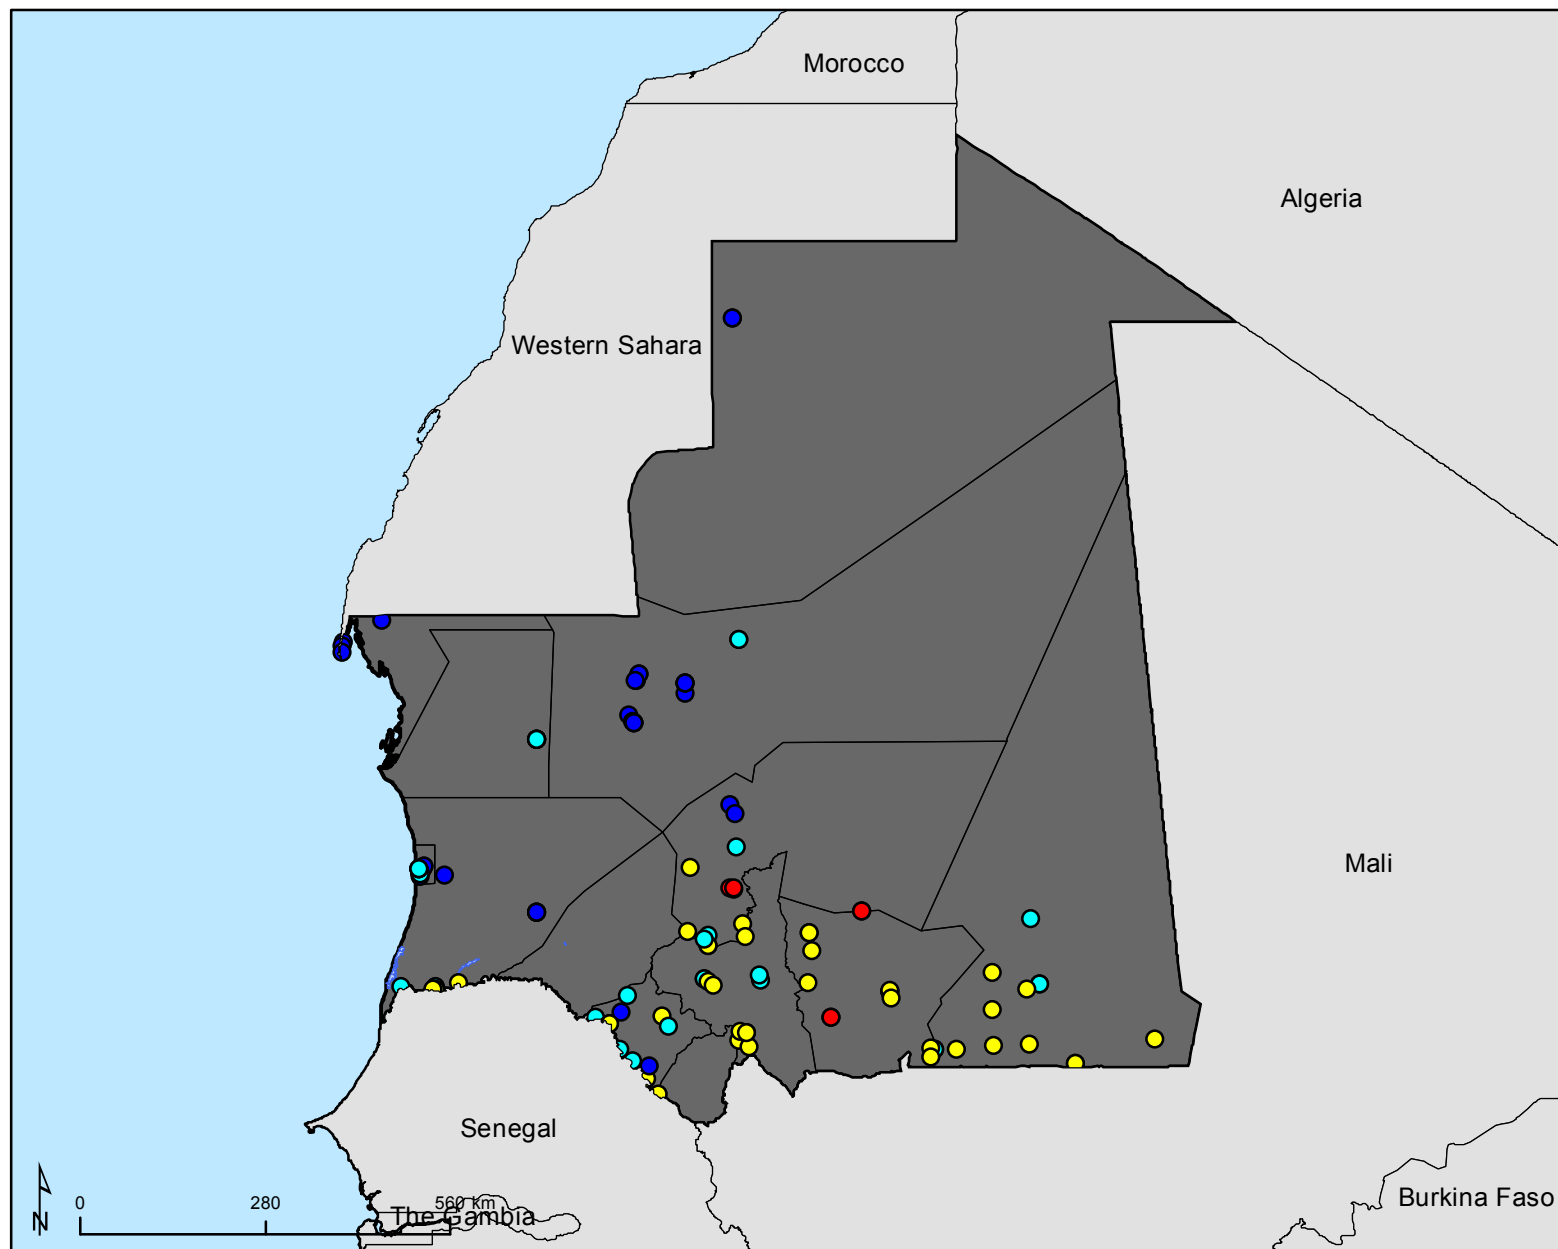 Morocco
Algeria
Western Sahara
Mali
Senegal
Burkina Faso
The Gambia
0 280 560 km
N